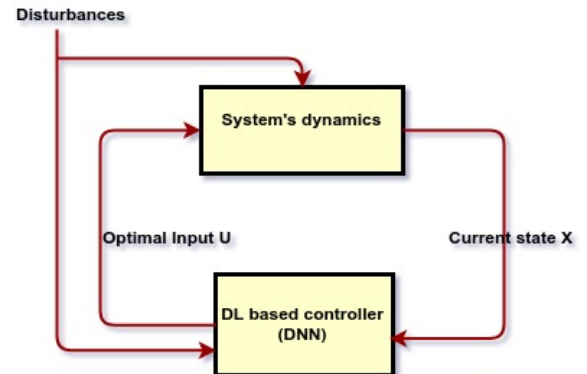 Disturbances
System's dynamics
Optimal Input U
Current state X
DL based controller
(DNN)